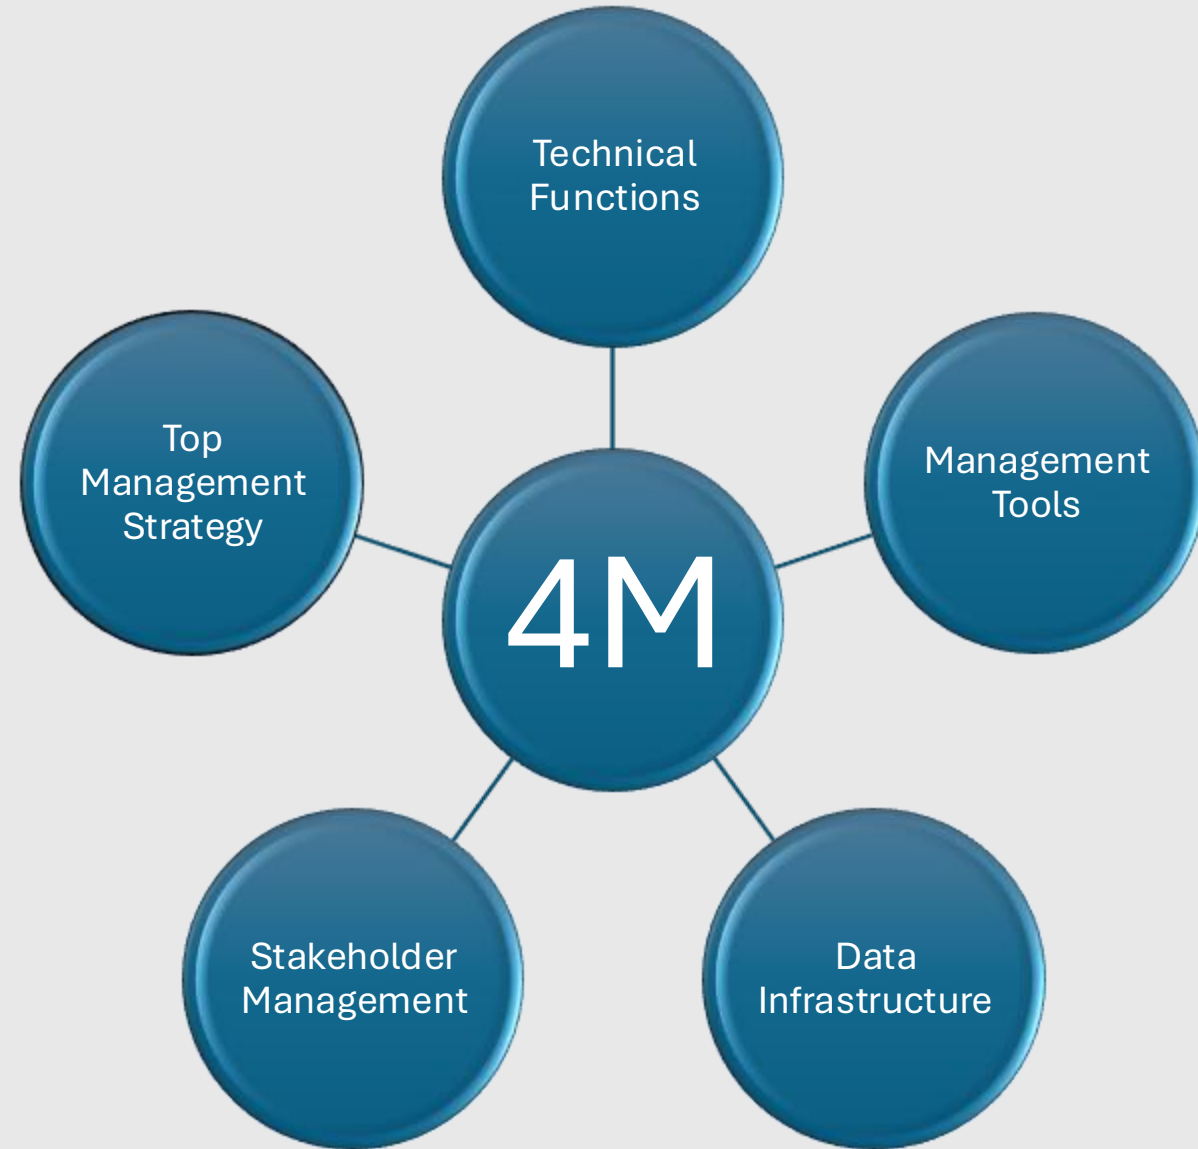 Technical
Functions
Top
Management
Strategy
Management
Tools
4M
Stakeholder
Management
Data
Infrastructure